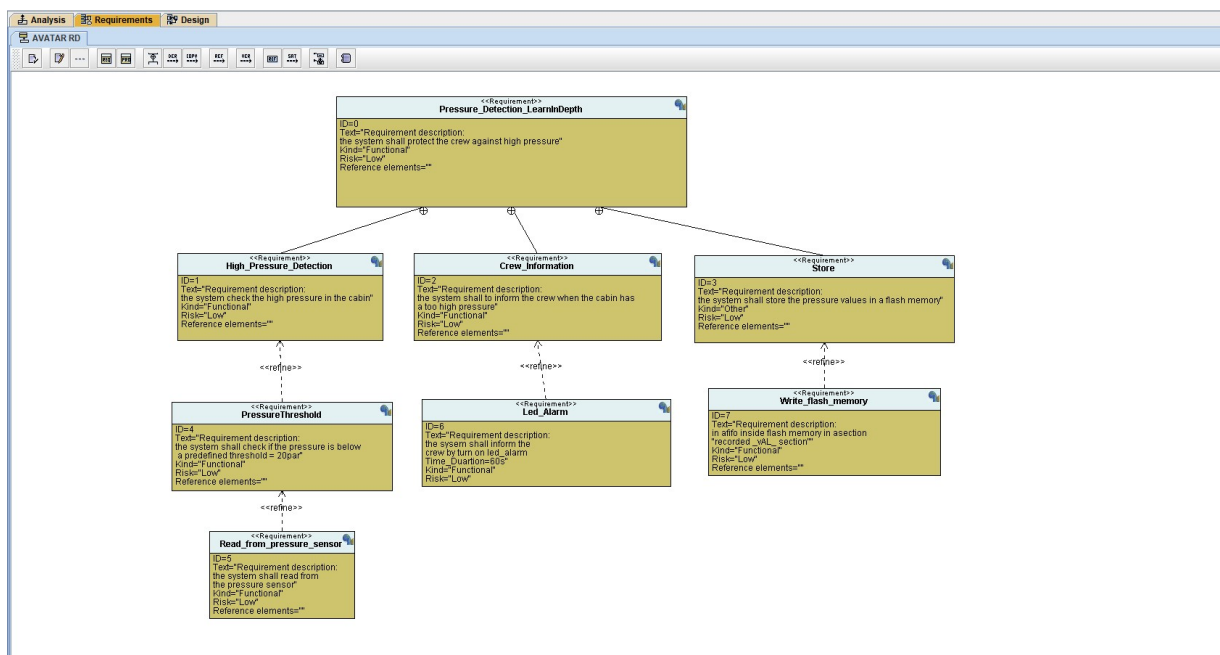 Analysis Requirements Design
AVATAR RD
<<Requirement>>
Pressure_Detection_LearnInDepth
ID=0
Text="Requirement description:
the system shall protect the crew against high pressure"
Kind="Functional"
Risk="Low"
Reference elements=""
<<Requirement>>
High_Pressure_Detection
ID=1
Text="Requirement description:
the system check the high pressure in the cabin"
Kind="Functional"
Risk="Low"
Reference elements=""
<<Requirement>>
Crew_Information
ID=2
Text="Requirement description:
the system shall to inform the crew when the cabin has
a too high pressure"
Kind="Functional"
Risk="Low"
Reference elements=""
<<Requirement>>
Store
ID=3
Text="Requirement description:
the system shall store the pressure values in a flash memory"
Kind="Other"
Risk="Low"
Reference elements=""
<<refine>>
<<refine>>
<<refine>>
<<Requirement>>
PressureThreshold
ID=4
Text="Requirement description:
the system shall check if the pressure is below
a predefined threshold = 20par"
Kind="Functional"
Risk="Low"
Reference elements=""
<<Requirement>>
Led_Alarm
ID=6
Text="Requirement description:
the sysem shall inform the
crew by turn on led_alarm
Time_Duartion=60s"
Kind="Functional"
Risk="Low"
<<Requirement>>
Write_flash_memory
ID=7
Text="Requirement description:
in afifo inside flash memory in asection
"recorded _vAL_ section""
Kind="Functional"
Risk="Low"
Reference elements=""
<<refine>>
<<Requirement>>
Read_from_pressure_sensor
ID=5
Text="Requirement description:
the system shall read from
the pressure sensor"
Kind="Functional"
Risk="Low"
Reference elements=""